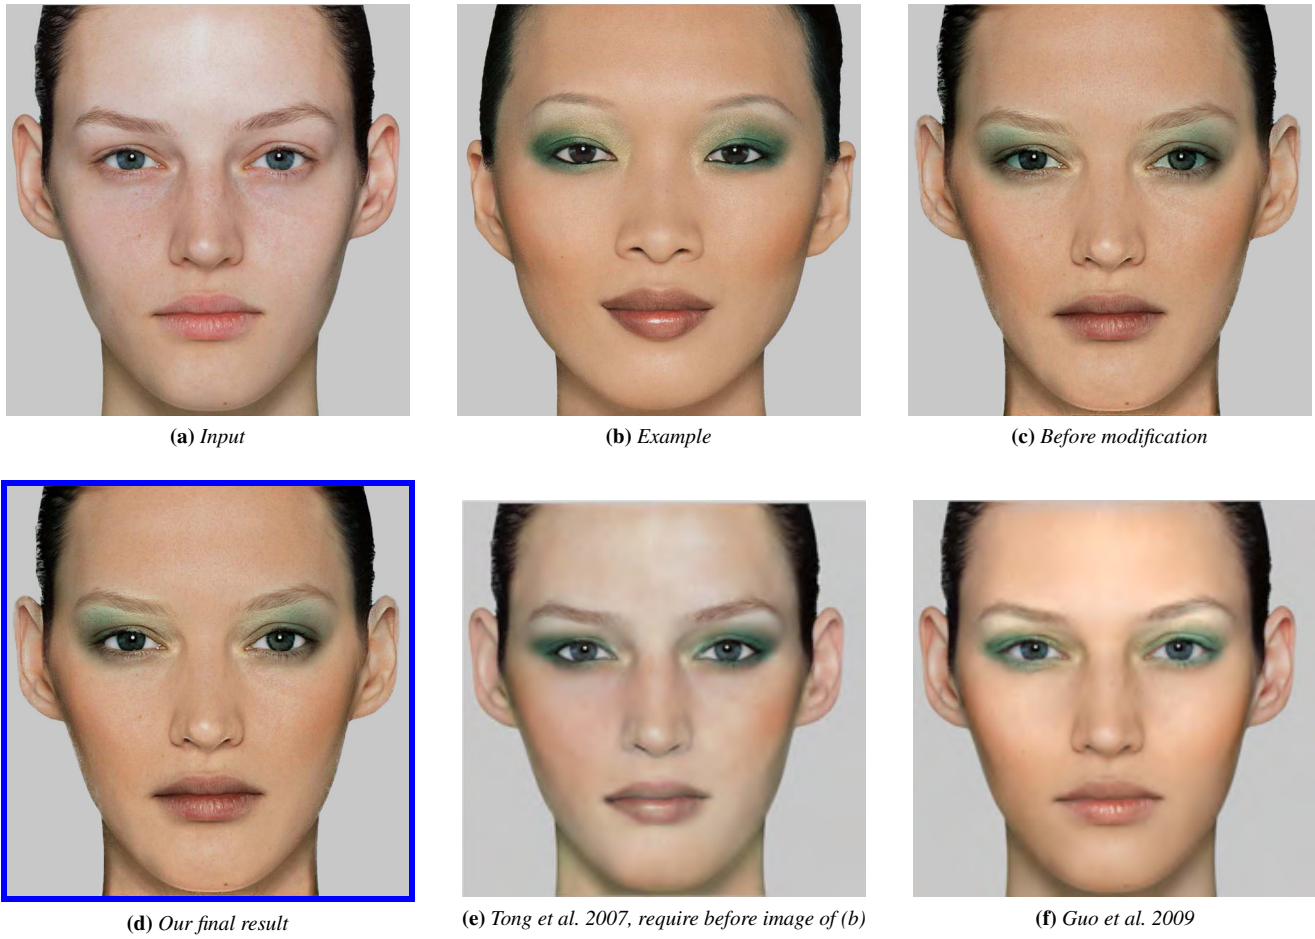 (a) Input
(b) Example
(c) Before modification
(d) Our final result
(e) Tong et al. 2007, require before image of (b)
(f) Guo et al. 2009